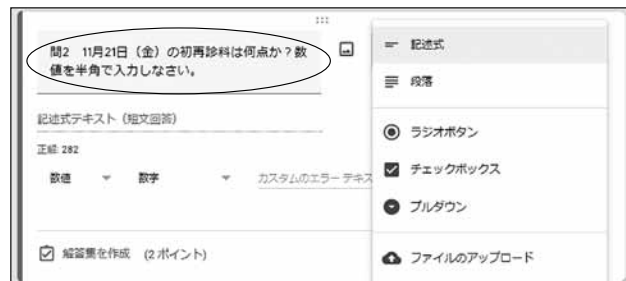 問2 11月21日（金）の初再診料は何点か？数
値を半角で入力しなさい。
記述式テキスト（短文回答）
正解: 282
数値
数字
カスタムのエラー テキス
解答集を作成 (2 ポイント)
記述式
段落
ラジオボタン
チェックボックス
プルダウン
ファイルのアップロード